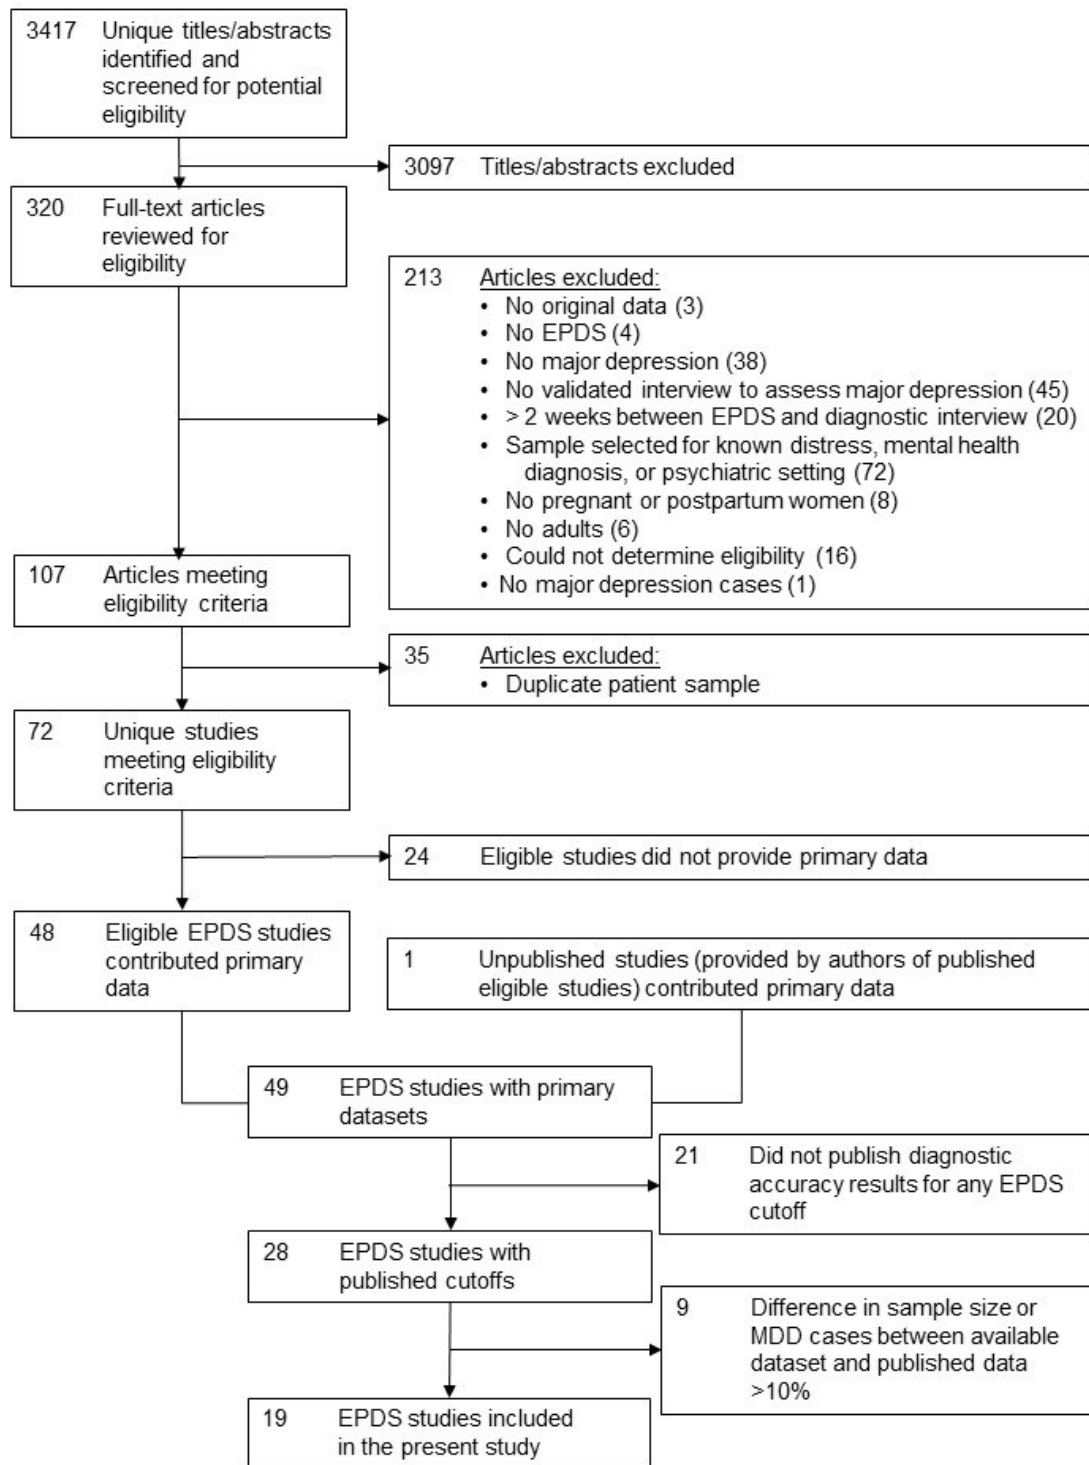 3417 Unique titles/abstracts
identified and
screened for potential
eligibility
3097 Titles/abstracts excluded
320 Full-text articles
reviewed for
eligibility
213 Articles excluded:
• No original data (3)
• No EPDS (4)
• No major depression (38)
• No validated interview to assess major depression (45)
• > 2 weeks between EPDS and diagnostic interview (20)
• Sample selected for known distress, mental health
diagnosis, or psychiatric setting (72)
• No pregnant or postpartum women (8)
• No adults (6)
• Could not determine eligibility (16)
• No major depression cases (1)
107 Articles meeting
eligibility criteria
35 Articles excluded:
• Duplicate patient sample
72 Unique studies
meeting eligibility
criteria
24 Eligible studies did not provide primary data
48 Eligible EPDS studies
contributed primary
data
1 Unpublished studies (provided by authors of published
eligible studies) contributed primary data
49 EPDS studies with primary
datasets
21 Did not publish diagnostic
accuracy results for any EPDS
cutoff
28 EPDS studies with
published cutoffs
9 Difference in sample size or
MDD cases between available
dataset and published data
>10%
19 EPDS studies included
in the present study